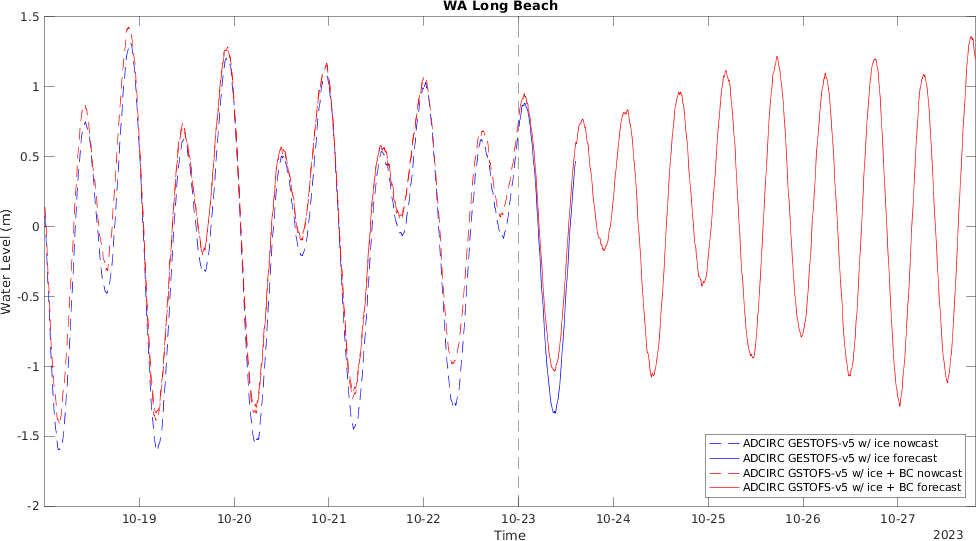 WA Long Beach
1.5
1
0.5
0
-0.5
-1
-1.5
-2
Water Level (m)
10-19 10-20 10-21 10-22 10-23 10-24 10-25 10-26 10-27
Time
2023
ADCIRC GESTOFS-v5 w/ ice nowcast
ADCIRC GESTOFS-v5 w/ ice forecast
ADCIRC GSTOFS-v5 w/ ice + BC nowcast
ADCIRC GSTOFS-v5 w/ ice + BC forecast